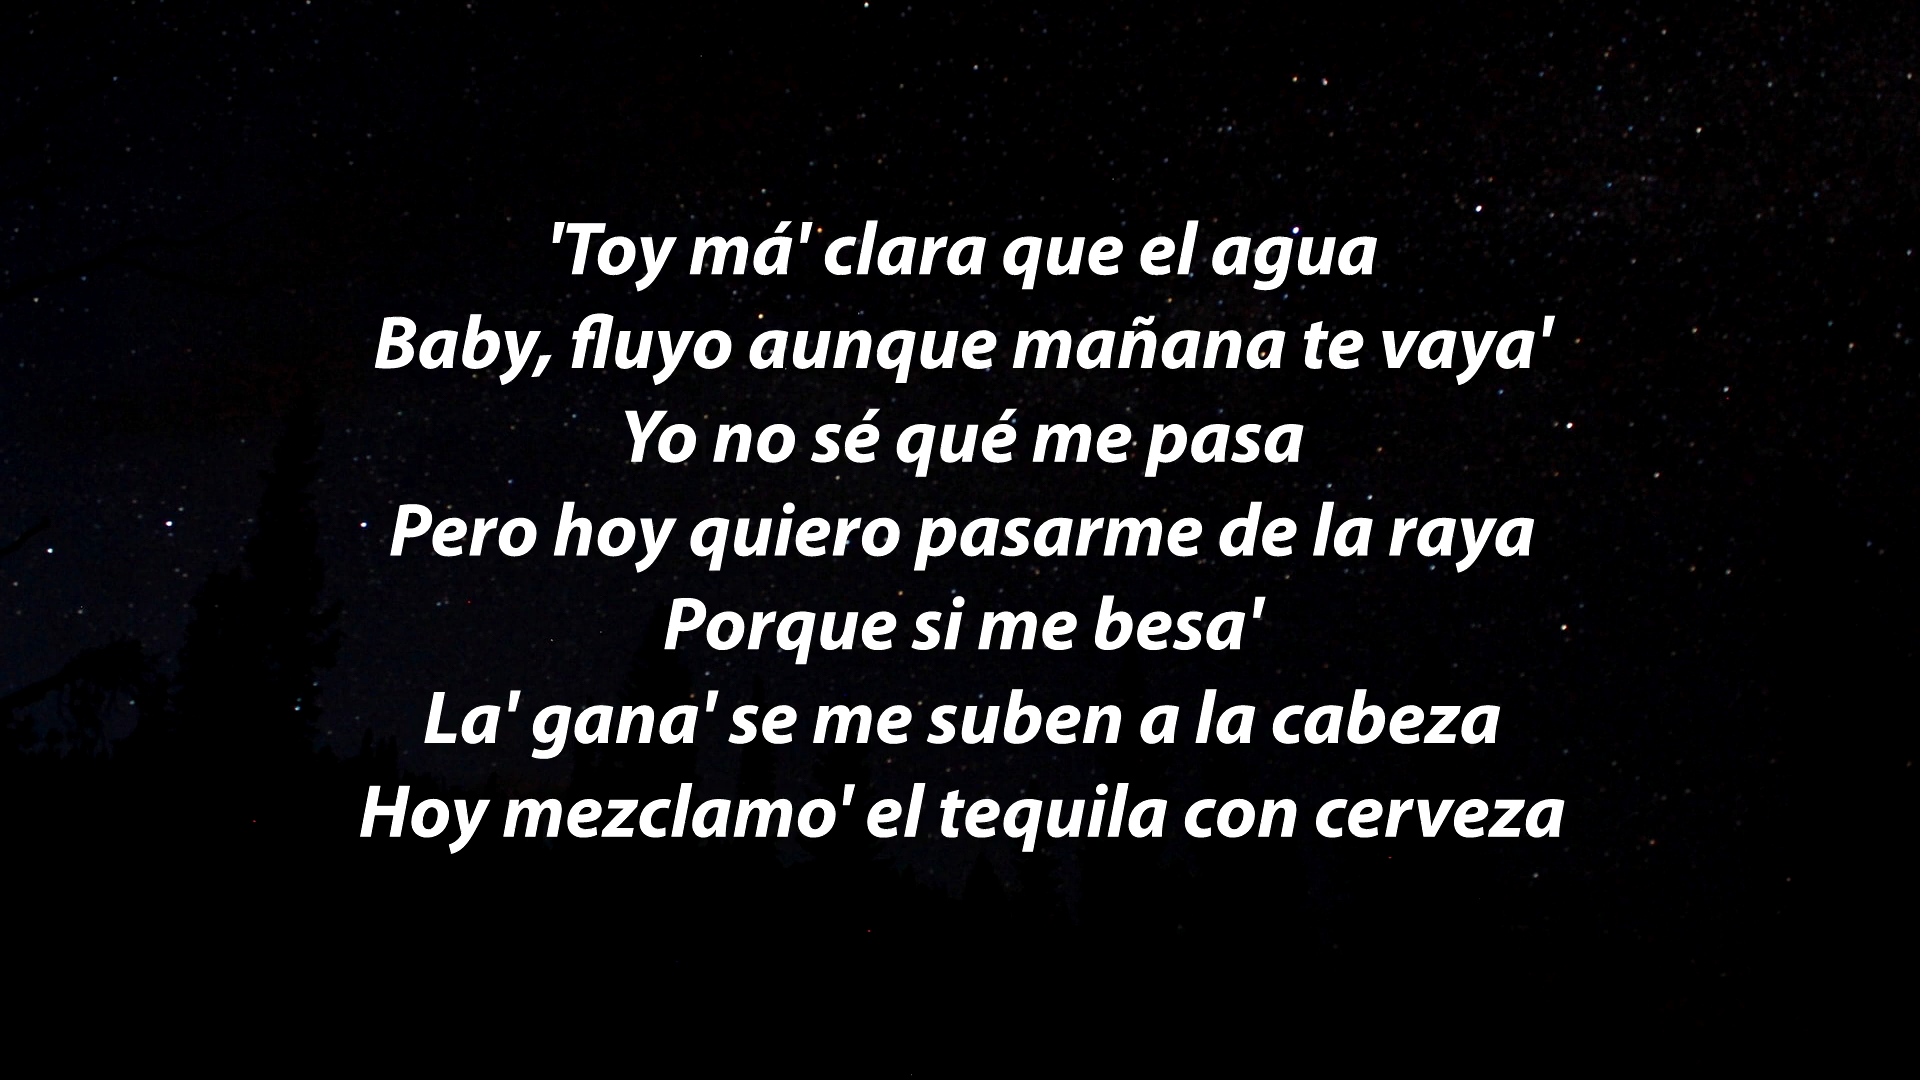 'Toy má' clara que el agua
Baby, fluyo aunque mañana te vaya'
Yo no sé qué me pasa
Pero hoy quiero pasarme de la raya
Porque si me besa'
La' gana' se me suben a la cabeza
Hoy mezclamo' el tequila con cerveza